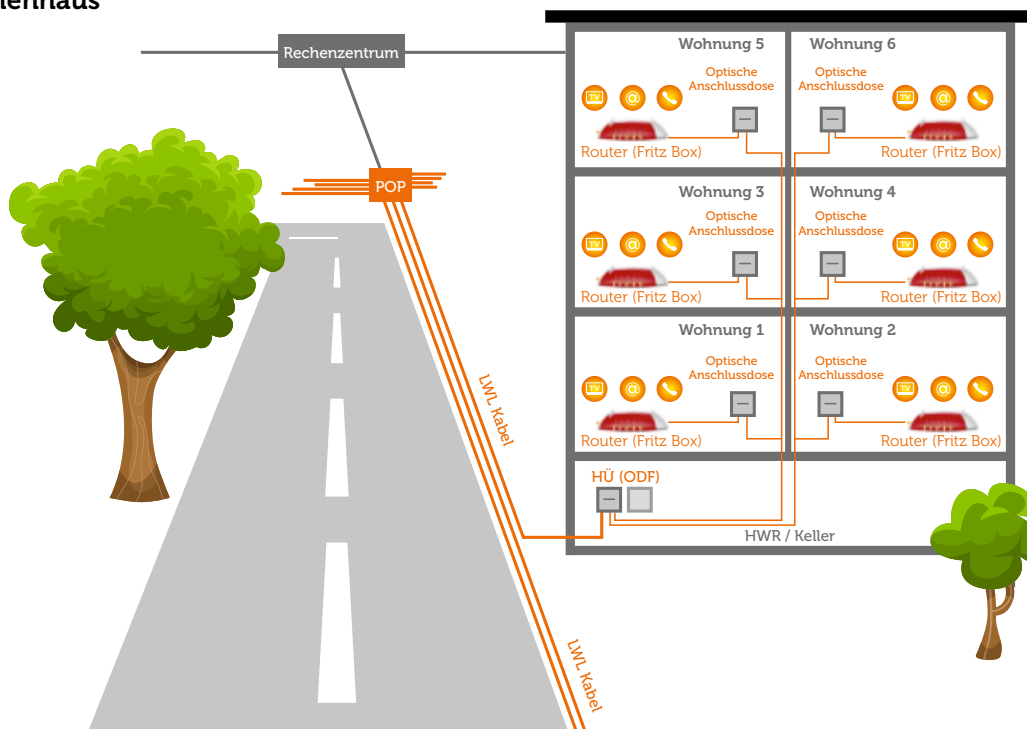 Rechenzentrum
POP
LWL Kabel
LWL Kabel
Wohnung 5
Optische
Anschlussdose
TV
@
Router (Fritz Box)
Wohnung 6
Optische
Anschlussdose
TV
@
Router (Fritz Box)
Wohnung 3
Optische
Anschlussdose
TV
@
Router (Fritz Box)
Wohnung 4
Optische
Anschlussdose
TV
@
Router (Fritz Box)
Wohnung 1
Optische
Anschlussdose
TV
@
Router (Fritz Box)
Wohnung 2
Optische
Anschlussdose
TV
@
Router (Fritz Box)
HÜ (ODF)
HWR / Keller